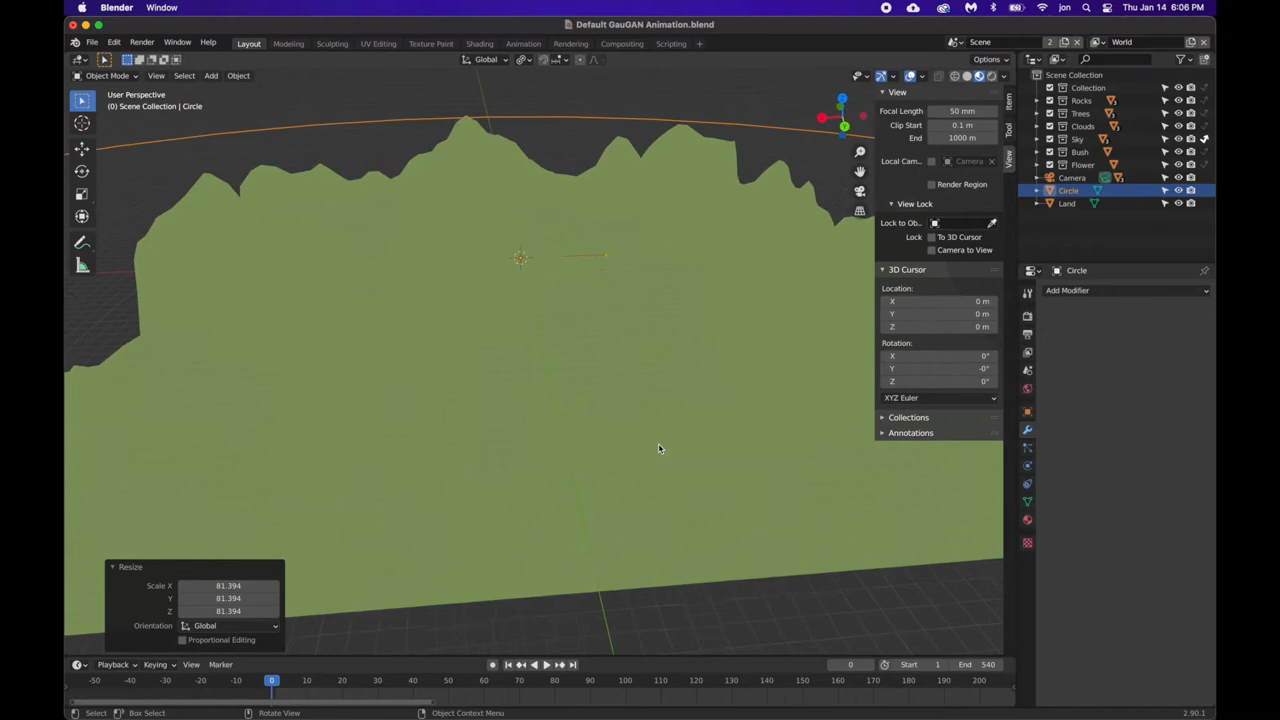 Blender Window jon Thu Jan 14 6:06 PM
Default GauGAN Animation.blend
File Edit Render Window Help Layout Modeling Sculpting UV Editing Texture Paint Shading Animation Rendering Compositing Scripting + Scene 2 World
Global Options
Object Mode View Select Add Object
User Perspective
(0) Scene Collection | Circle
View
Focal Length 50 mm
Clip Start 0.1 m
End 1000 m
Local Cam... Camera
Render Region
View Lock
Lock to Ob...
Lock To 3D Cursor
Camera to View
3D Cursor
Location:
X 0 m
Y 0 m
Z 0 m
Rotation:
X 0°
Y -0°
Z 0°
XYZ Euler
Collections
Annotations
Item
Tool
View
X
Y
Z
Scene Collection
Collection
Rocks
Trees
Clouds
Sky
Bush
Flower
Camera
Circle
Land
Circle
Add Modifier
Resize
Scale X 81.394
Y 81.394
Z 81.394
Orientation Global
Proportional Editing
Playback Keying View Marker 0 Start 1 End 540
-50 -40 -30 -20 -10 0 10 20 30 40 50 60 70 80 90 100 110 120 130 140 150 160 170 180 190 200
Select Box Select Rotate View Object Context Menu 2.90.1